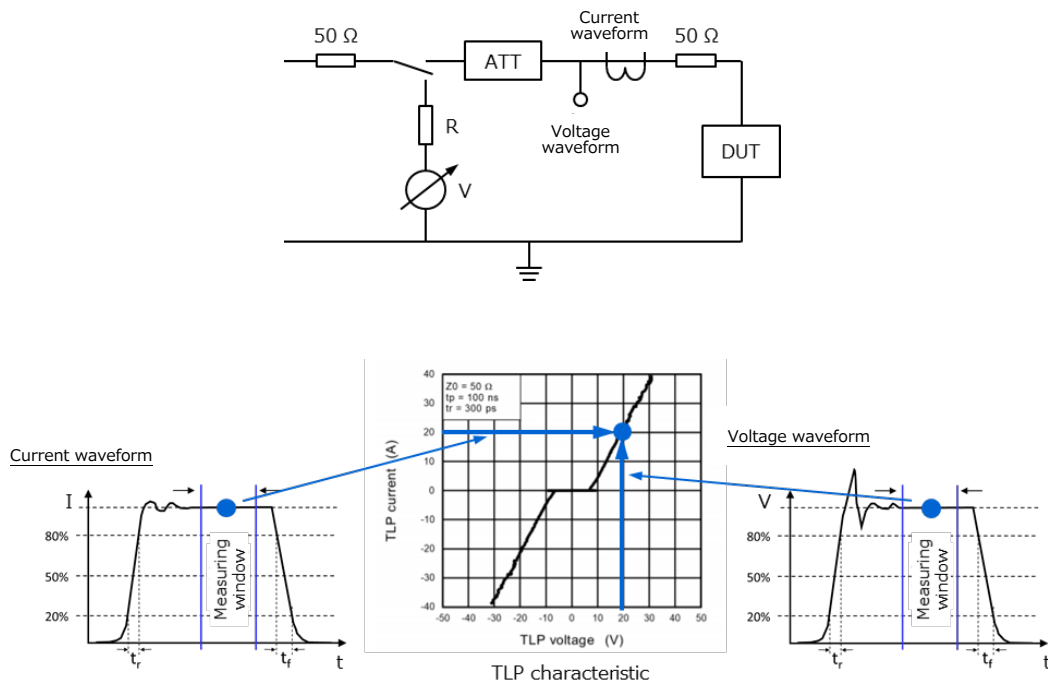 50 Ω
ATT
Current
waveform
50 Ω
R
V
Voltage
waveform
DUT
Current waveform
I
80%
50%
20%
Measuring
window
tr
tf
t
TLP current (A)
40
30
20
10
0
-10
-20
-30
-40
Z0 = 50 Ω
tp = 100 ns
tr = 300 ps
-50 -40 -30 -20 -10 0 10 20 30 40 50
TLP voltage (V)
TLP characteristic
Voltage waveform
V
80%
50%
20%
Measuring
window
tr
tf
t